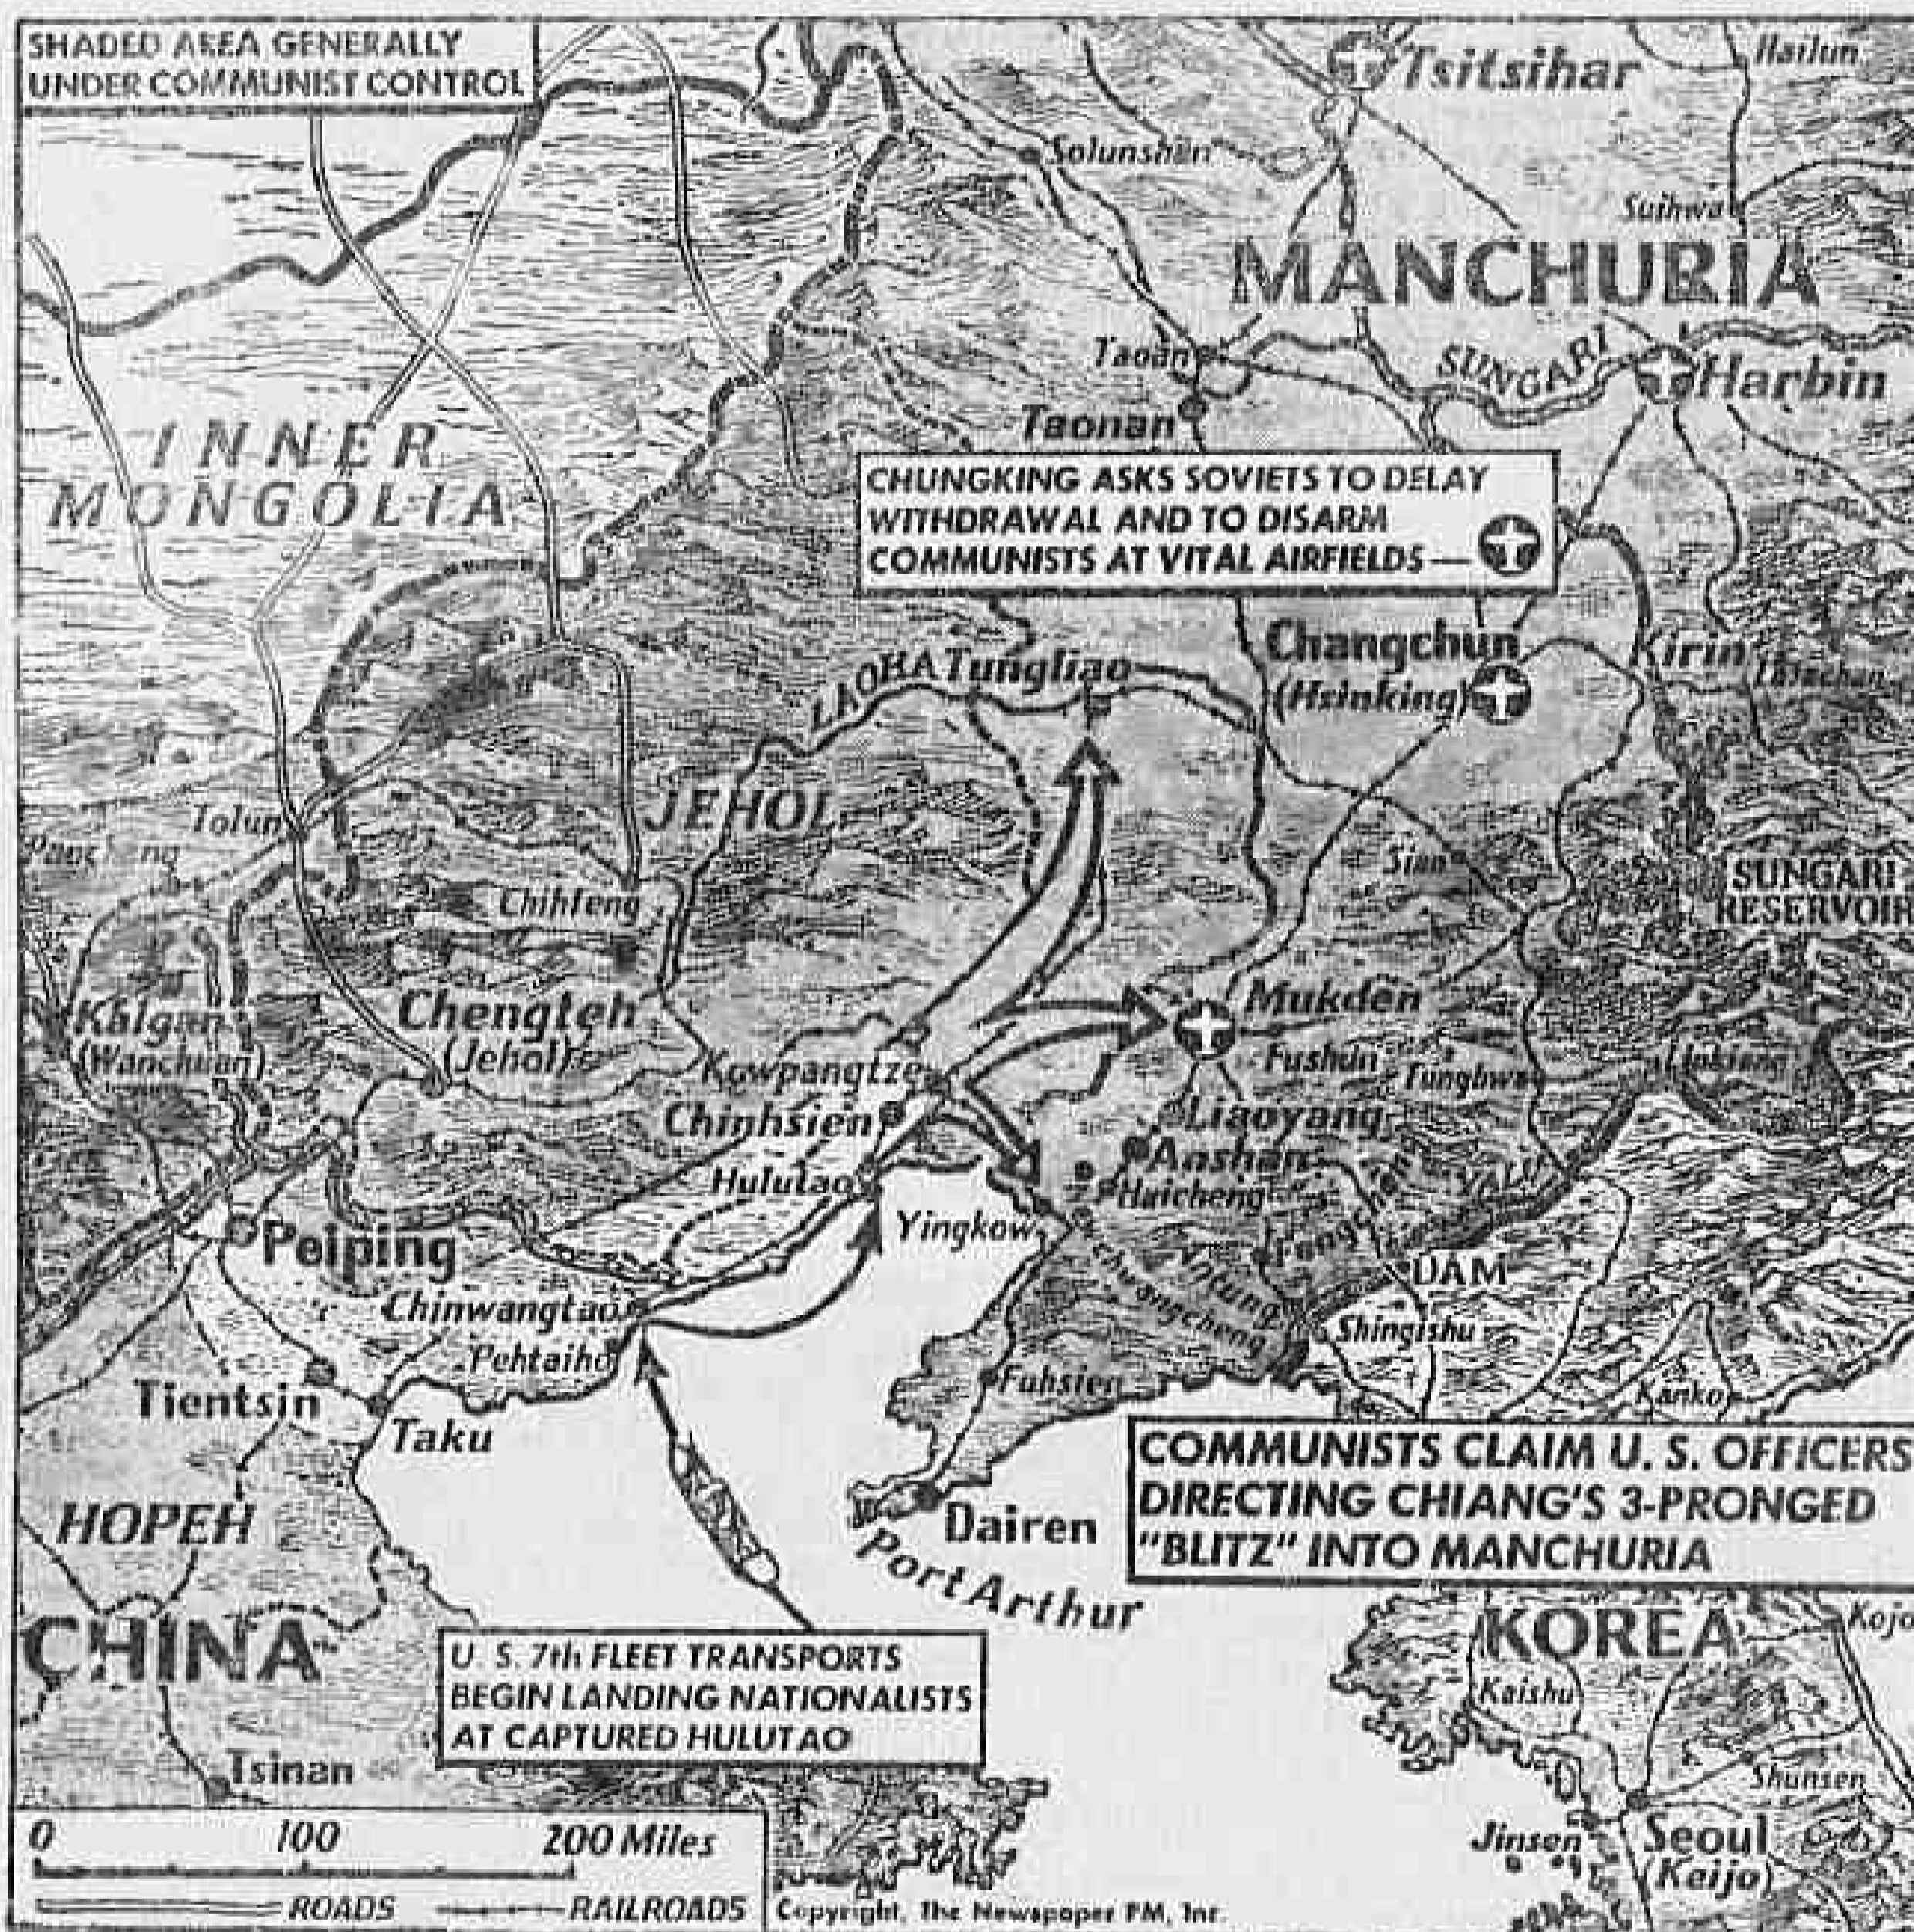 SHADED AREA GENERALLY
UNDER COMMUNIST CONTROL
Tsitsihar
Hailun
Solunshan
Suihwa
MANCHURIA
Taoan
SUNGARI
Harbin
Taonan
INNER
MONGOLIA
CHUNGKING ASKS SOVIETS TO DELAY
WITHDRAWAL AND TO DISARM
COMMUNISTS AT VITAL AIRFIELDS —
Changchun
(Hsinking)
Kirin
LAOHA
Tungliao
JEHOL
Tolun
Sian
SUNGARI
RESERVOIR
Chihfeng
Kalgan
(Wanchuan)
Chengteh
(Jehol)
Mukden
Fushun
Tunghwa
Kowpangtze
Chinhsien
Liaoyang
Anshan
Haicheng
Hulutao
Yingkow
YALU
Peiping
Antung
DAM
Chinwangtao
Shingishu
Pehtaiho
Fuhsien
Kanko
Tientsin
Taku
COMMUNISTS CLAIM U. S. OFFICERS
DIRECTING CHIANG'S 3-PRONGED
"BLITZ" INTO MANCHURIA
HOPEH
Dairen
Port Arthur
CHINA
U. S. 7th FLEET TRANSPORTS
BEGIN LANDING NATIONALISTS
AT CAPTURED HULUTAO
KOREA
Kojo
Kaishu
Tsinan
Shunsen
Jinsen
Seoul
(Keijo)
0 100 200 Miles
ROADS RAILROADS
Copyright, The Newspaper PM, Inc.